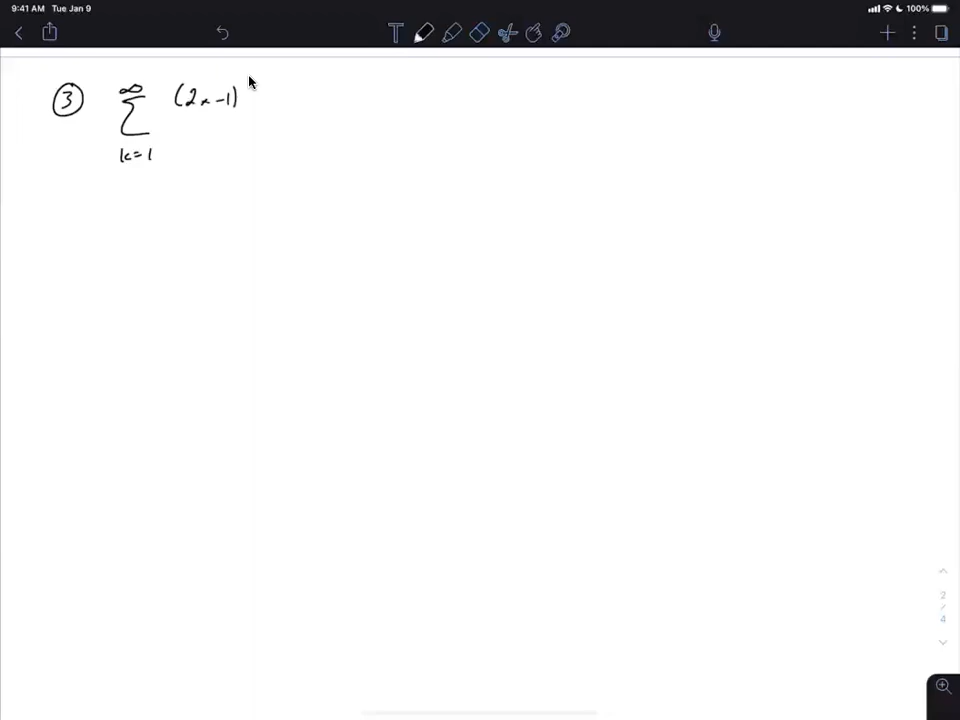 9:41 AM Tue Jan 9
100%
T
③ ∞ (2x-1)
Σ
k=1
2
/
4